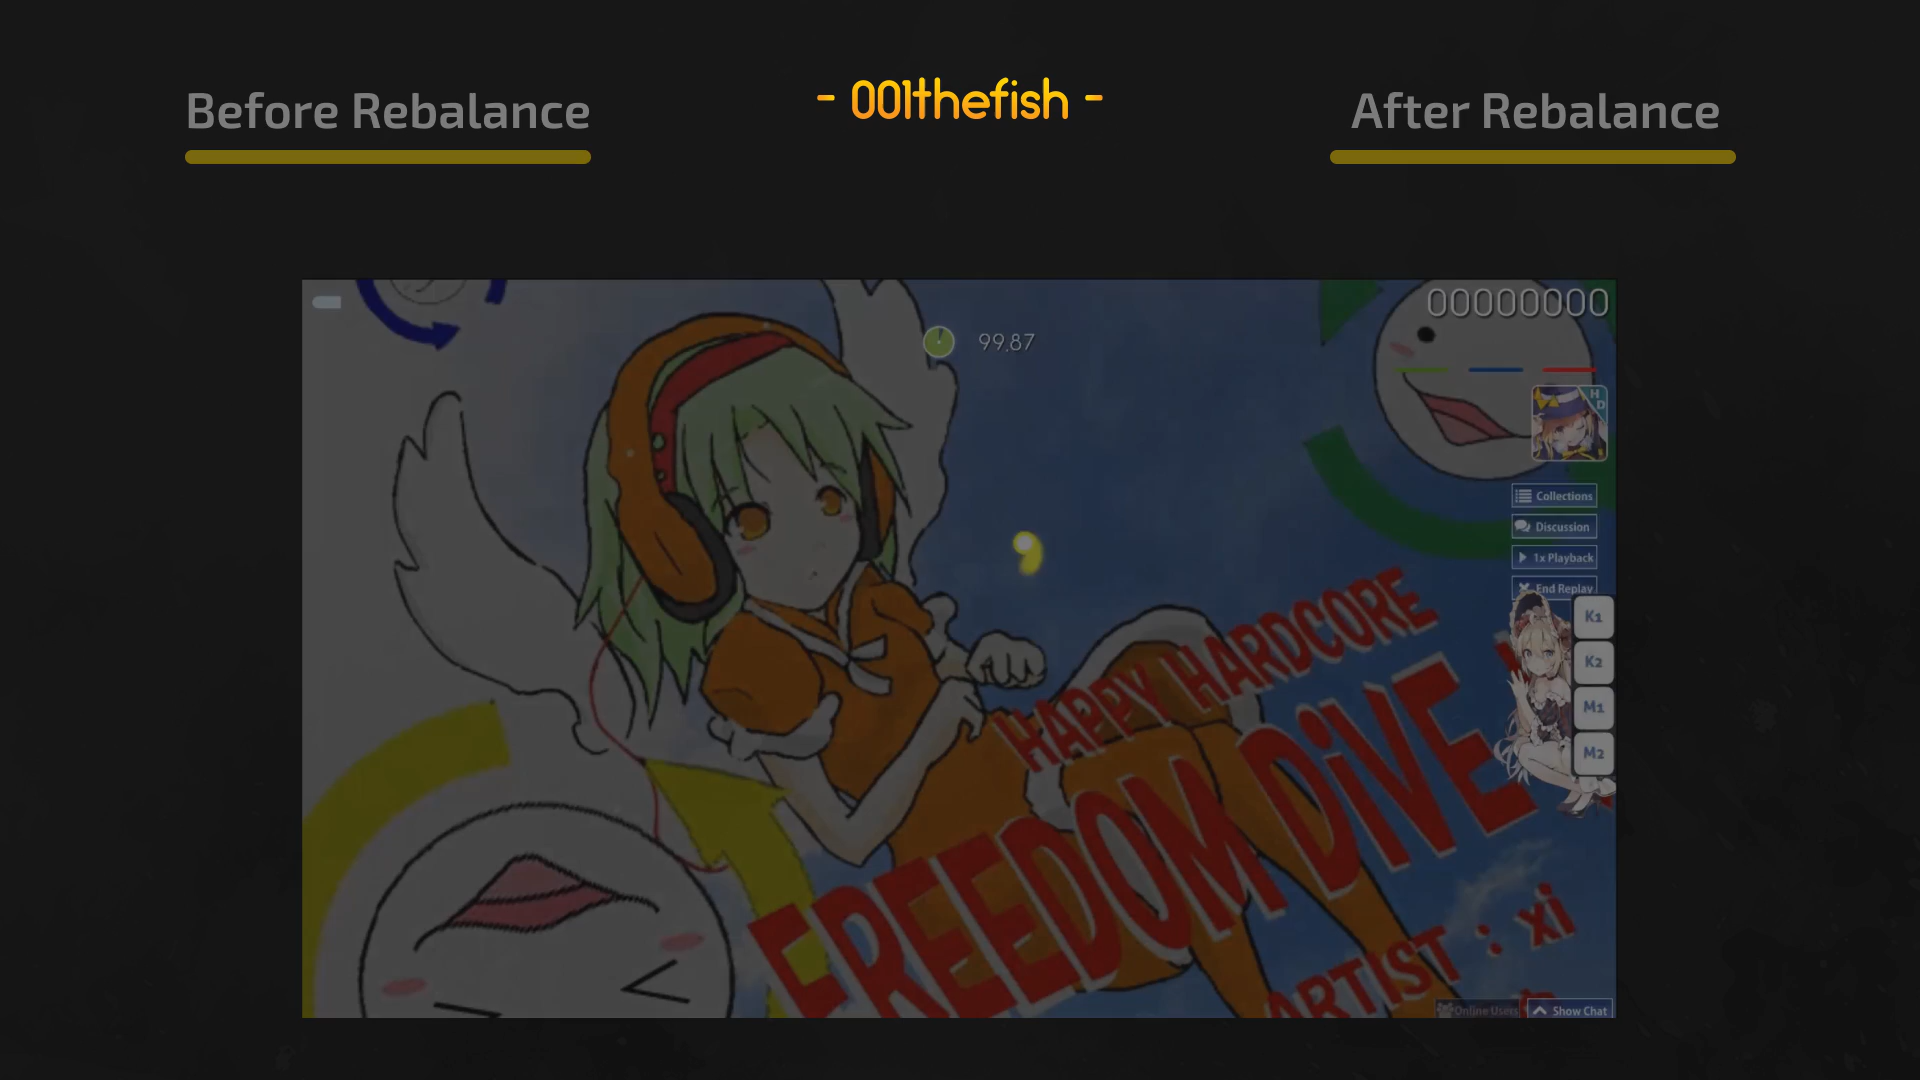 Before Rebalance
- 001thefish -
After Rebalance
00000000
99,87
HD
Collections
Discussion
1x Playback
End Replay
K1
K2
M1
M2
HAPPY HARDCORE
FREEDOM DiVE
ARTIST : xi
Online Users
Show Chat